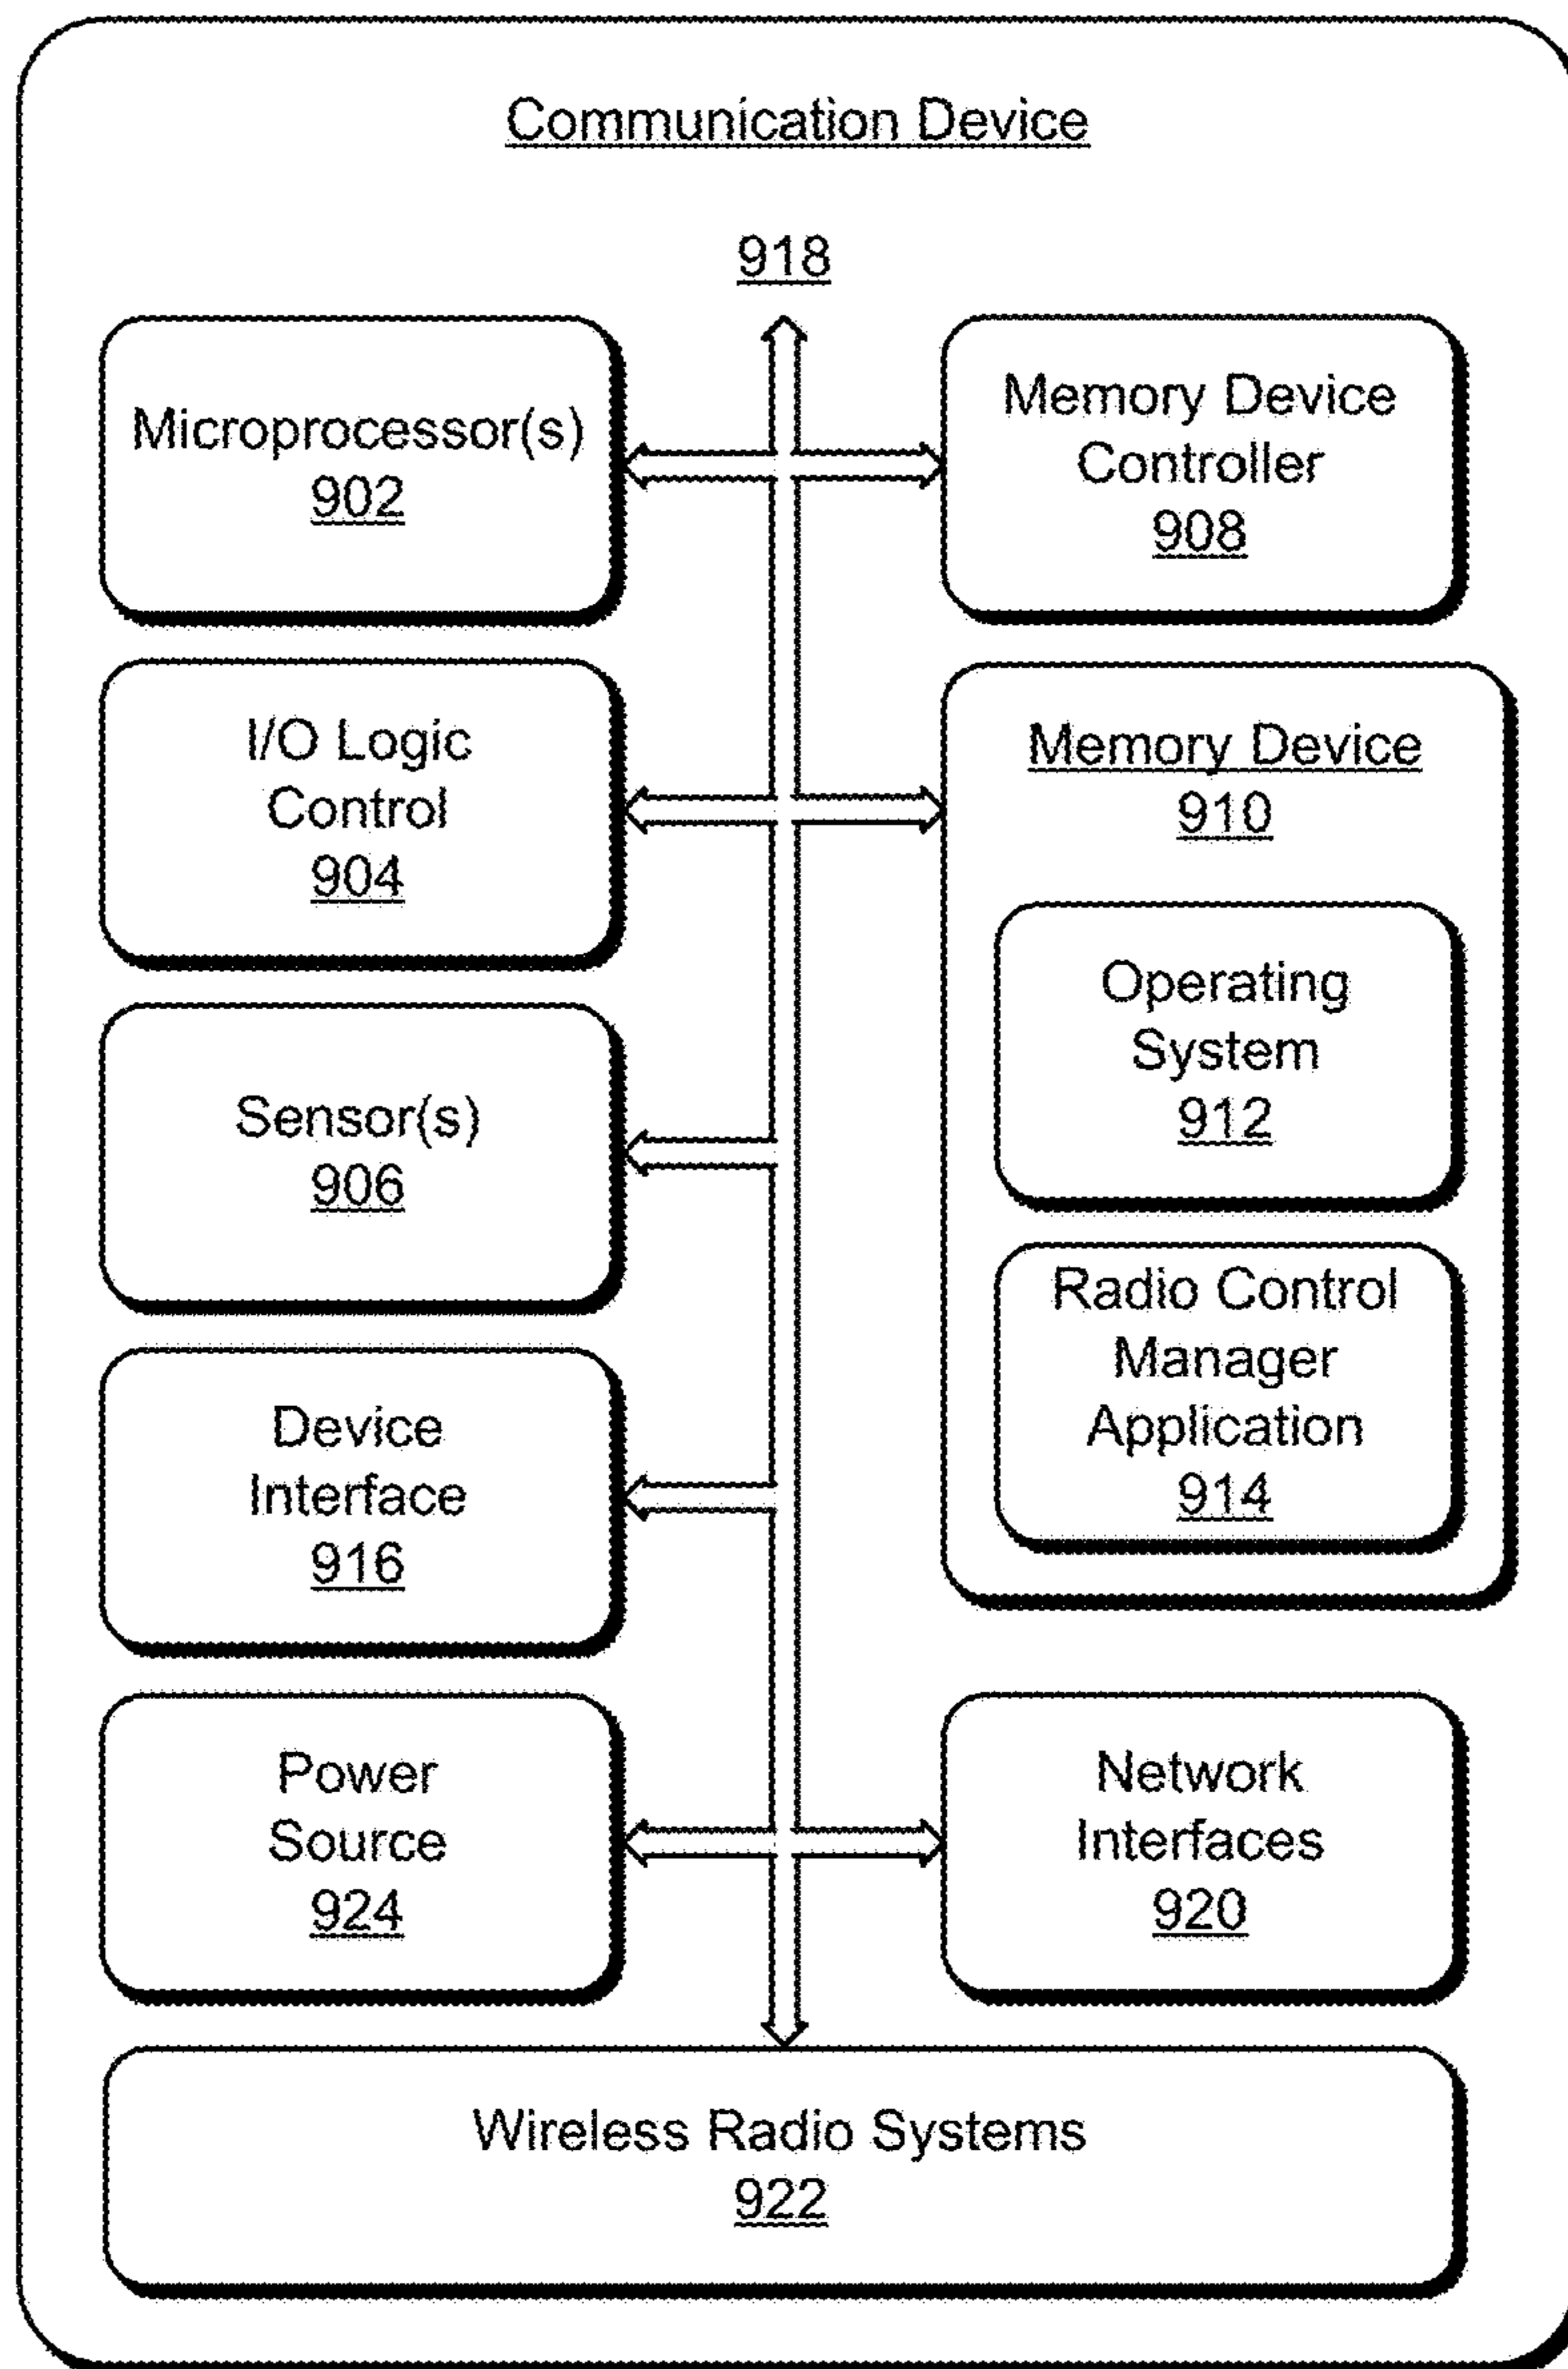 Communication Device
918
Microprocessor(s)
902
Memory Device
Controller
908
I/O Logic
Control
904
Memory Device
910
Operating
System
912
Sensor(s)
906
Radio Control
Manager
Application
914
Device
Interface
916
Power
Source
924
Network
Interfaces
920
Wireless Radio Systems
922